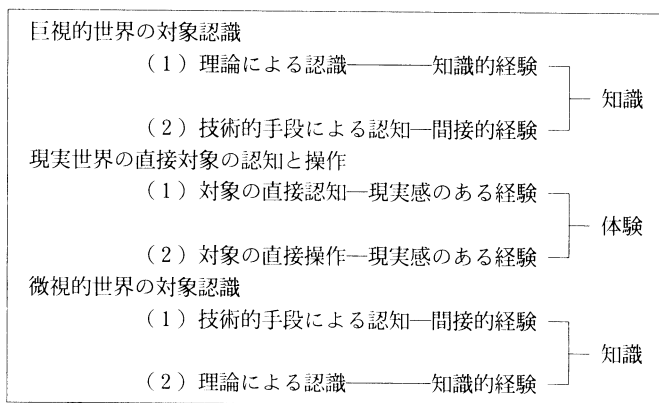 巨視的世界の対象認識
（1）理論による認識―――知識的経験
知識
（2）技術的手段による認知―間接的経験
現実世界の直接対象の認知と操作
（1）対象の直接認知―現実感のある経験
体験
（2）対象の直接操作―現実感のある経験
微視的世界の対象認識
（1）技術的手段による認知―間接的経験
知識
（2）理論による認識―――知識的経験